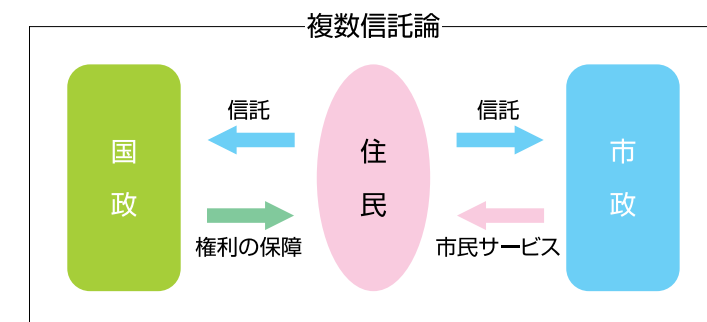 複数信託論
信託
信託
国政
住民
市政
権利の保障
市民サービス